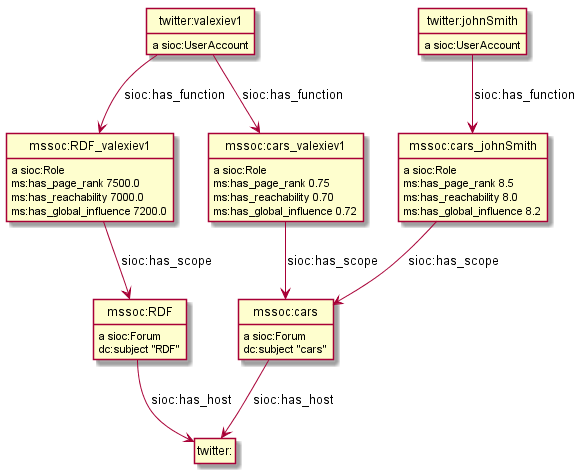 twitter:valexiev1
a sioc:UserAccount
twitter:johnSmith
a sioc:UserAccount
sioc:has_function
sioc:has_function
sioc:has_function
mssoc:RDF_valexiev1
a sioc:Role
ms:has_page_rank 7500.0
ms:has_reachability 7000.0
ms:has_global_influence 7200.0
mssoc:cars_valexiev1
a sioc:Role
ms:has_page_rank 0.75
ms:has_reachability 0.70
ms:has_global_influence 0.72
mssoc:cars_johnSmith
a sioc:Role
ms:has_page_rank 8.5
ms:has_reachability 8.0
ms:has_global_influence 8.2
sioc:has_scope
sioc:has_scope
sioc:has_scope
mssoc:RDF
a sioc:Forum
dc:subject "RDF"
mssoc:cars
a sioc:Forum
dc:subject "cars"
sioc:has_host
sioc:has_host
twitter: